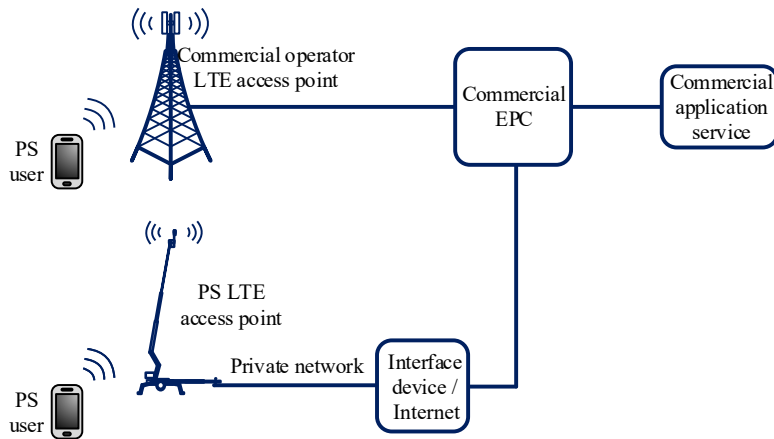 Commercial operator
LTE access point
Commercial
EPC
Commercial
application
service
PS
user
PS LTE
access point
Private network
Interface
device /
Internet
PS
user